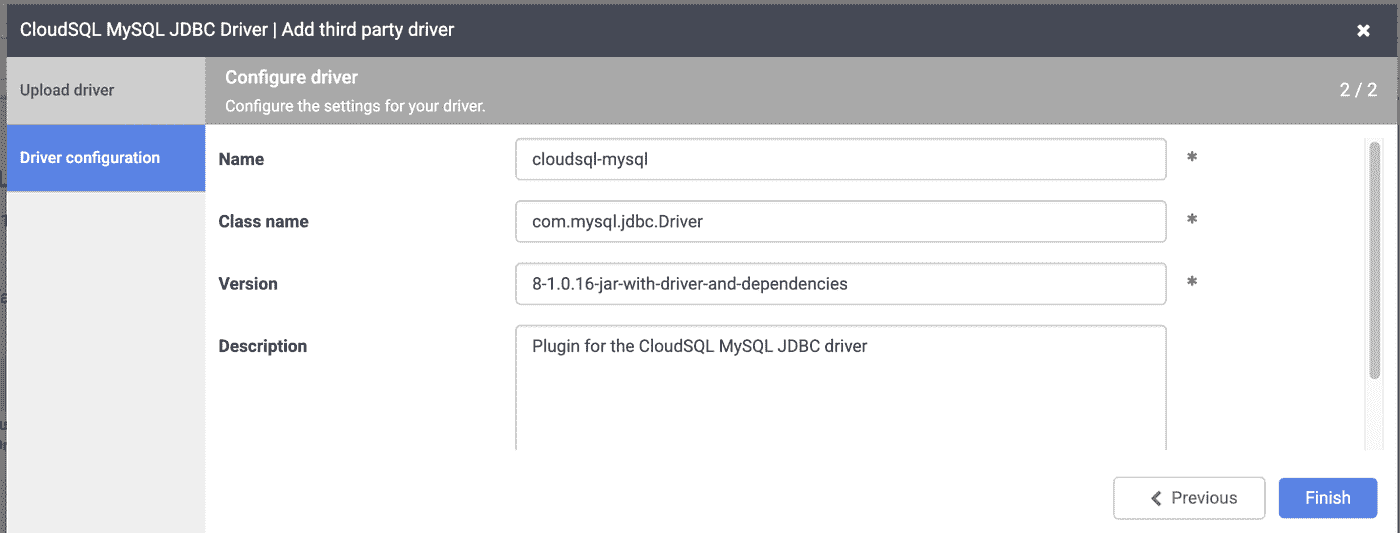 CloudSQL MySQL JDBC Driver | Add third party driver
Upload driver
Configure driver
Configure the settings for your driver.
2 / 2
Driver configuration
Name
cloudsql-mysql
*
Class name
com.mysql.jdbc.Driver
*
Version
8-1.0.16-jar-with-driver-and-dependencies
*
Description
Plugin for the CloudSQL MySQL JDBC driver
Previous
Finish